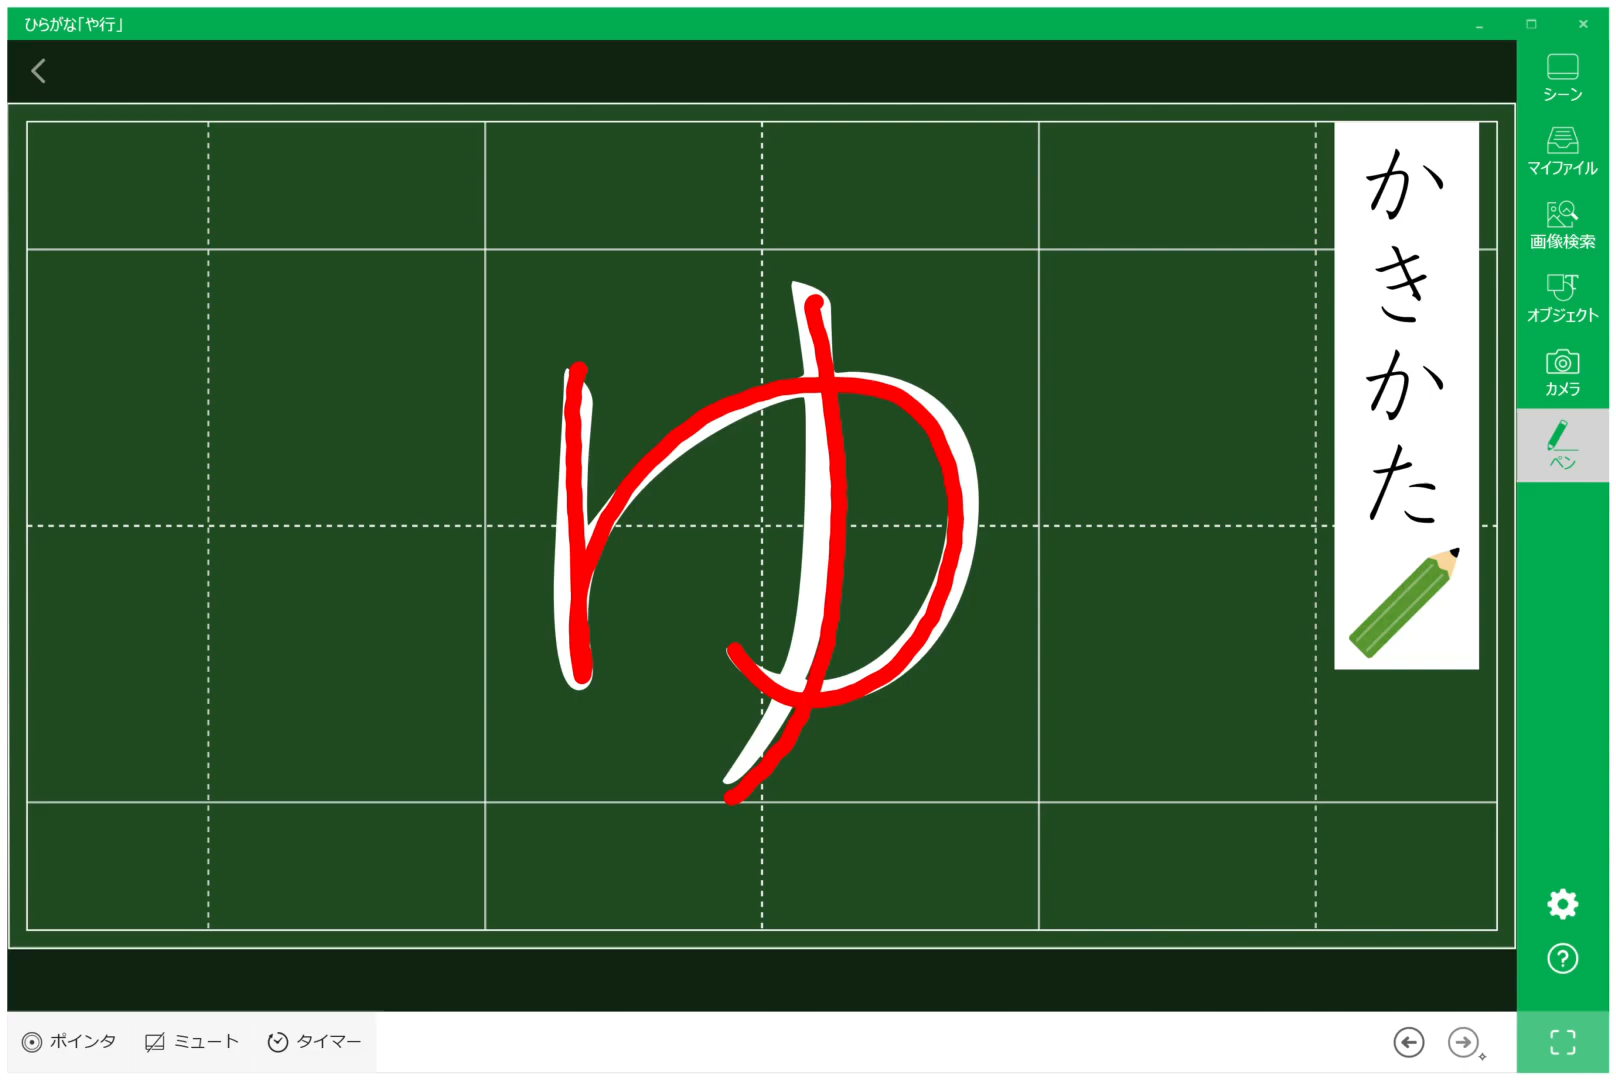 ひらがな「や行」
シーン
マイファイル
画像検索
オブジェクト
カメラ
ペン
ゆ
かきかた
ポインタ
ミュート
タイマー